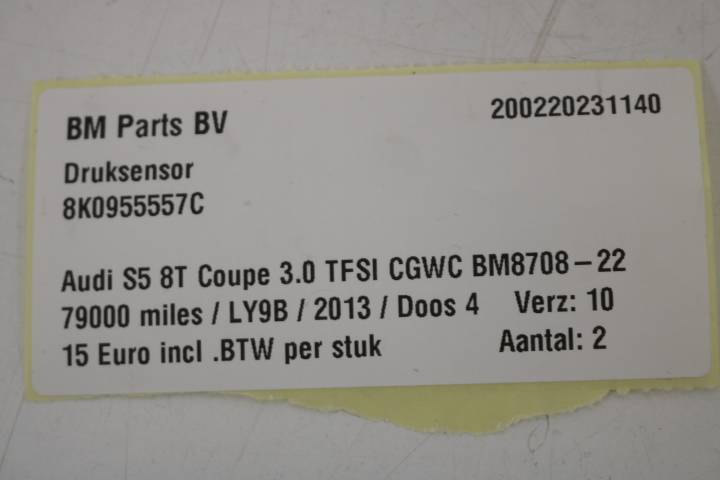 BM Parts BV 200220231140
Druksensor
8K0955557C
Audi S5 8T Coupe 3.0 TFSI CGWC BM8708-22
79000 miles / LY9B / 2013 / Doos 4 Verz: 10
15 Euro incl .BTW per stuk Aantal: 2